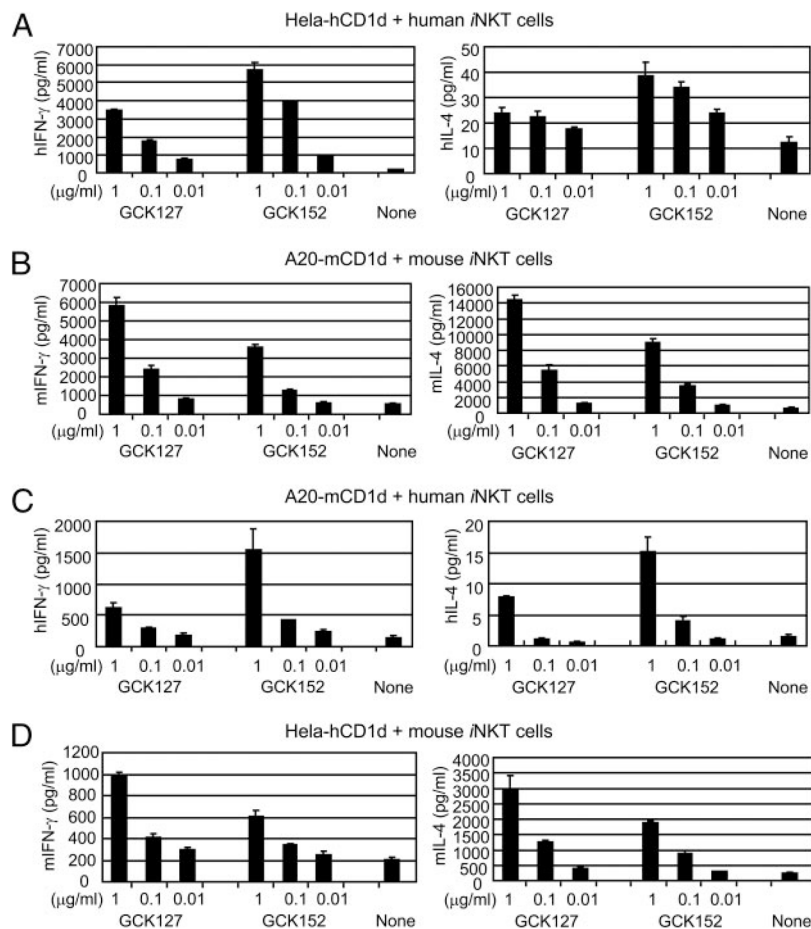 A
Hela-hCD1d + human iNKT cells
hIFN-γ (pg/ml)
7000
6000
5000
4000
3000
2000
1000
0
(μg/ml) 1 0.1 0.01 1 0.1 0.01
GCK127 GCK152 None
hIL-4 (pg/ml)
50
40
30
20
10
0
1 0.1 0.01 1 0.1 0.01
GCK127 GCK152 None
B
A20-mCD1d + mouse iNKT cells
mIFN-γ (pg/ml)
7000
6000
5000
4000
3000
2000
1000
0
(μg/ml) 1 0.1 0.01 1 0.1 0.01
GCK127 GCK152 None
mIL-4 (pg/ml)
16000
14000
12000
10000
8000
6000
4000
2000
0
1 0.1 0.01 1 0.1 0.01
GCK127 GCK152 None
C
A20-mCD1d + human iNKT cells
hIFN-γ (pg/ml)
2000
1500
1000
500
0
(μg/ml) 1 0.1 0.01 1 0.1 0.01
GCK127 GCK152 None
hIL-4 (pg/ml)
20
15
10
5
0
1 0.1 0.01 1 0.1 0.01
GCK127 GCK152 None
D
Hela-hCD1d + mouse iNKT cells
mIFN-γ (pg/ml)
1200
1000
800
600
400
200
0
(μg/ml) 1 0.1 0.01 1 0.1 0.01
GCK127 GCK152 None
mIL-4 (pg/ml)
4000
3500
3000
2500
2000
1500
1000
500
0
1 0.1 0.01 1 0.1 0.01
GCK127 GCK152 None